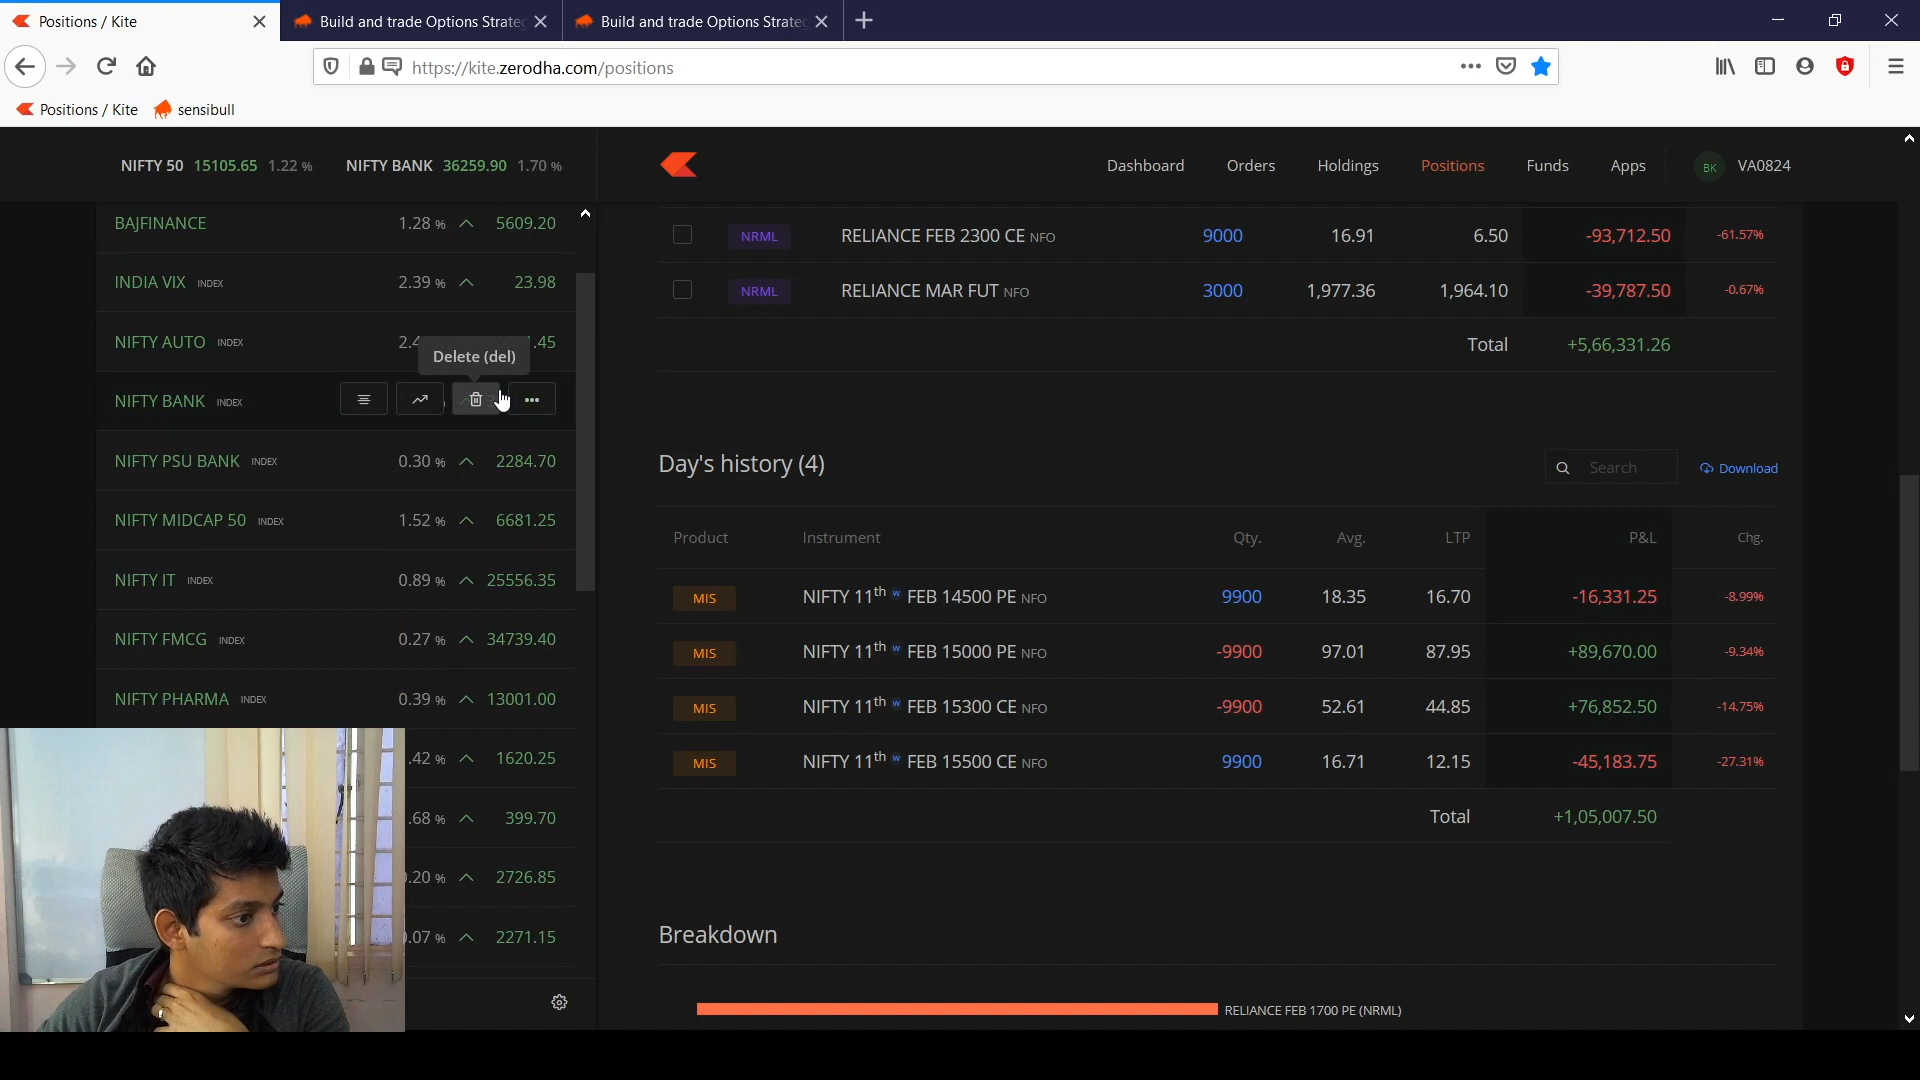 Positions / Kite
Build and trade Options Strate
Build and trade Options Strate
https://kite.zerodha.com/positions
Positions / Kite
sensibull
NIFTY 50 15105.65 1.22 %
NIFTY BANK 36259.90 1.70 %
Dashboard
Orders
Holdings
Positions
Funds
Apps
BK
VA0824
BAJFINANCE 1.28 % 5609.20
INDIA VIX INDEX 2.39 % 23.98
NIFTY AUTO INDEX 2.4 .45
Delete (del)
NIFTY BANK INDEX
NIFTY PSU BANK INDEX 0.30 % 2284.70
NIFTY MIDCAP 50 INDEX 1.52 % 6681.25
NIFTY IT INDEX 0.89 % 25556.35
NIFTY FMCG INDEX 0.27 % 34739.40
NIFTY PHARMA INDEX 0.39 % 13001.00
.42 % 1620.25
.68 % 399.70
.20 % 2726.85
.07 % 2271.15
NRML RELIANCE FEB 2300 CE NFO 9000 16.91 6.50 -93,712.50 -61.57%
NRML RELIANCE MAR FUT NFO 3000 1,977.36 1,964.10 -39,787.50 -0.67%
Total +5,66,331.26
Day's history (4)
Search
Download
Product Instrument Qty. Avg. LTP P&L Chg.
MIS NIFTY 11th w FEB 14500 PE NFO 9900 18.35 16.70 -16,331.25 -8.99%
MIS NIFTY 11th w FEB 15000 PE NFO -9900 97.01 87.95 +89,670.00 -9.34%
MIS NIFTY 11th w FEB 15300 CE NFO -9900 52.61 44.85 +76,852.50 -14.75%
MIS NIFTY 11th w FEB 15500 CE NFO 9900 16.71 12.15 -45,183.75 -27.31%
Total +1,05,007.50
Breakdown
RELIANCE FEB 1700 PE (NRML)